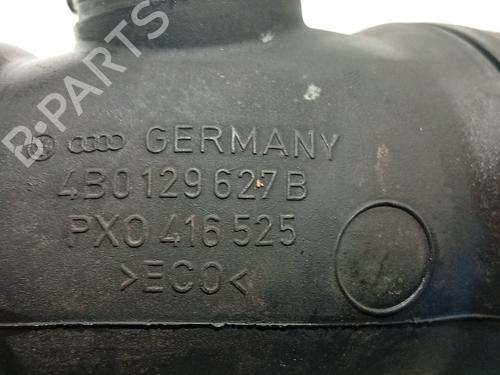 B-PARTS
GERMANY
4B0 129 627 B
PX0 416 525
>ECO<